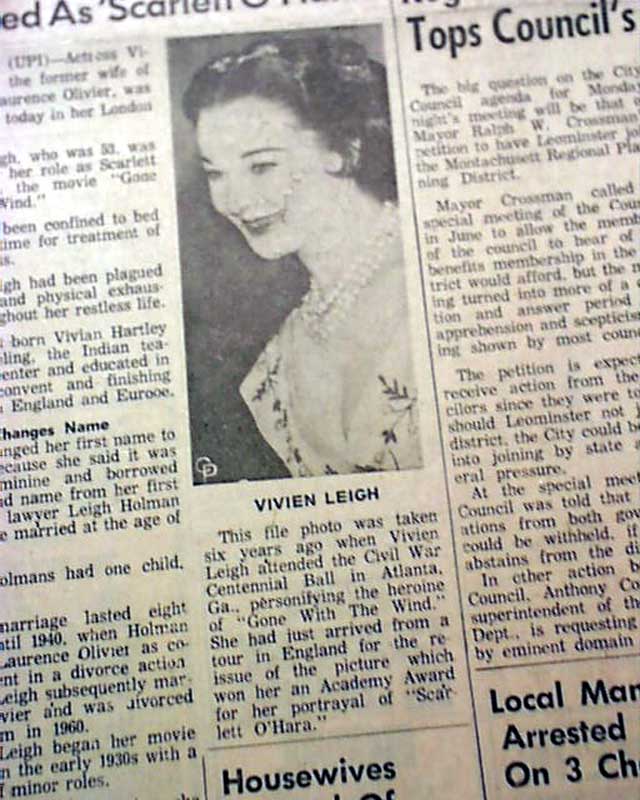 ed As 'Scarlett O'Ha
(UPI)—Actress Vi-
the former wife of
aurence Olivier, was
today in her London
gh, who was 53, was
her role as Scarlett
the movie "Gone
Wind."
been confined to bed
time for treatment of
s.
igh had been plagued
and physical exhaus-
ghout her restless life.
born Vivian Hartley
ling, the Indian tea-
enter and educated in
convent and finishing
England and Europe.
Changes Name
nged her first name to
ecause she said it was
minine and borrowed
d name from her first
lawyer Leigh Holman
e married at the age of
olmans had one child,
marriage lasted eight
til 1940, when Holman
Laurence Olivier as co-
nt in a divorce action
Leigh subsequently mar-
vier and was divorced
m in 1960.
Leigh began her movie
n the early 1930s with a
f minor roles.
VIVIEN LEIGH
This file photo was taken
six years ago when Vivien
Leigh attended the Civil War
Centennial Ball in Atlanta,
Ga., personifying the heroine
of "Gone With The Wind."
She had just arrived from a
tour in England for the re-
issue of the picture which
won her an Academy Award
for her portrayal of "Scar-
lett O'Hara."
Housewives
Tops Council's
The big question on the City
Council agenda for Monday
night's meeting will be that
Mayor Ralph W. Crossman
petition to have Leominster jo
the Montachusett Regional Pla
ning District.
Mayor Crossman called
special meeting of the Coun
in June to allow the mem
of the council to hear of
benefits membership in the
trict would afford, but the m
ing turned into more of a
tion and answer period
apprehension and scepticism
ing shown by most coun
The petition is expec
receive action from the
cilors since they were to
should Leominster not
district, the City could b
into joining by state a
eral pressure.
At the special meet
Council was told that
ations from both gov
could be withheld, if
abstains from the di
In other action b
Council, Anthony Co
superintendent of th
Dept., is requesting
by eminent domain
Local Man
Arrested
On 3 Ch